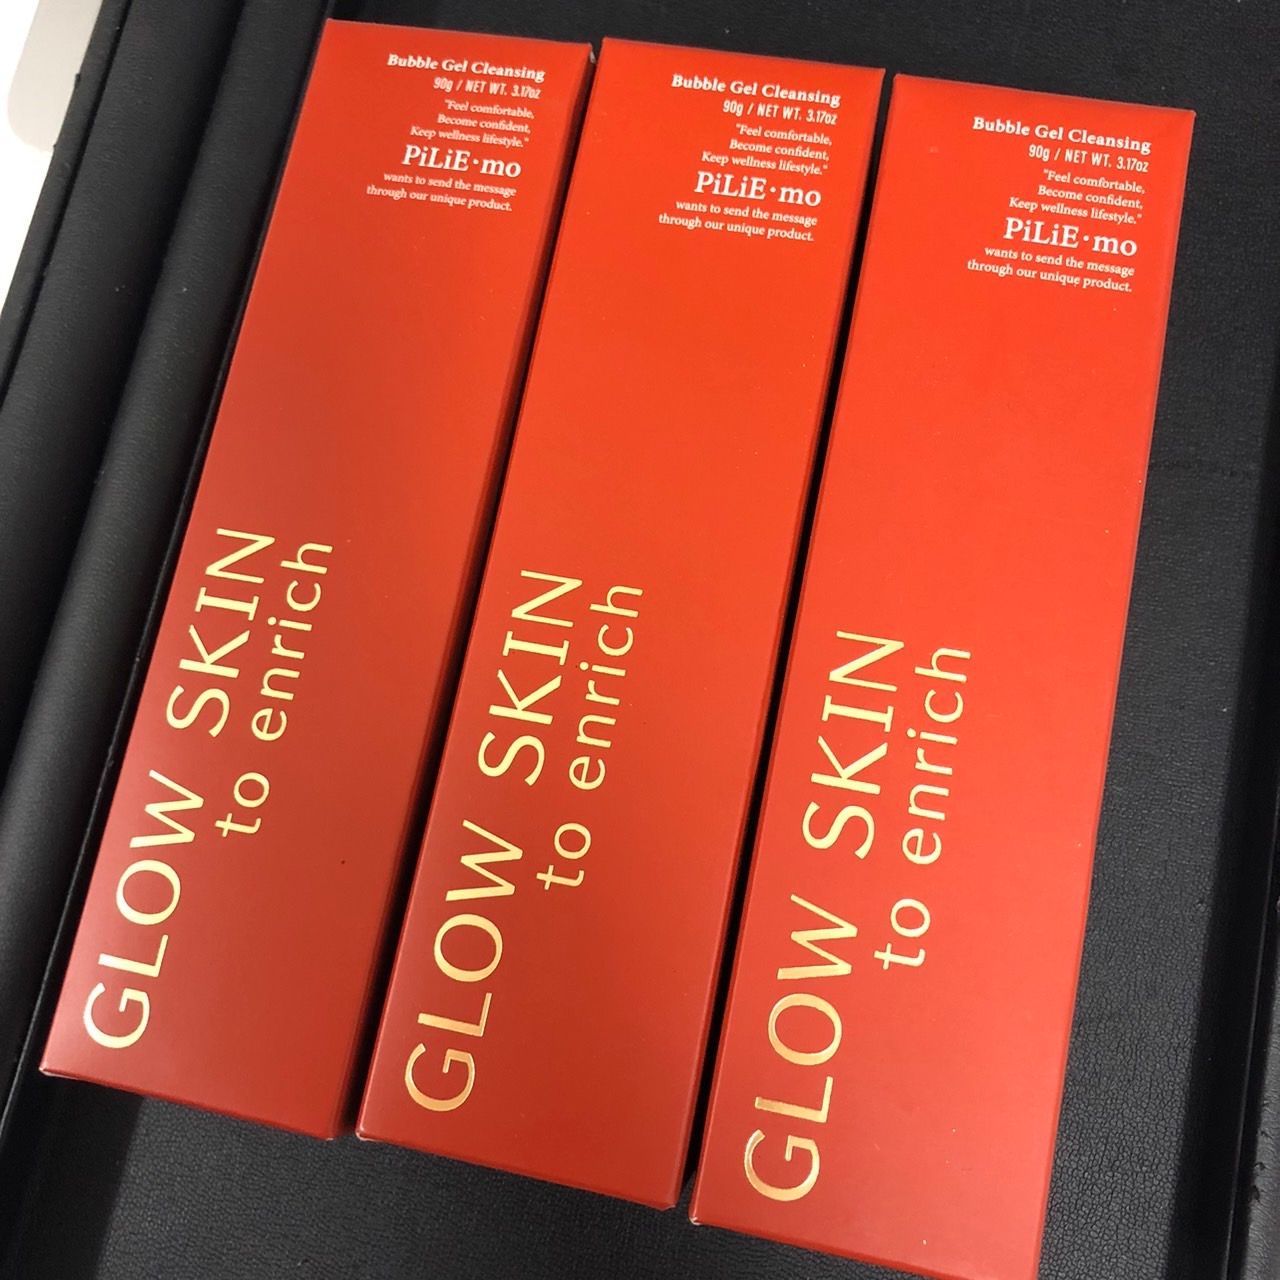 Bubble Gel Cleansing
90g / NET WT. 3.17oz
"Feel comfortable,
Become confident,
Keep wellness lifestyle."
PiLiE·mo
wants to send the message
through our unique product.
GLOW SKIN
to enrich
Bubble Gel Cleansing
90g / NET WT. 3.17oz
"Feel comfortable,
Become confident,
Keep wellness lifestyle."
PiLiE·mo
wants to send the message
through our unique product.
GLOW SKIN
to enrich
Bubble Gel Cleansing
90g / NET WT. 3.17oz
"Feel comfortable,
Become confident,
Keep wellness lifestyle."
PiLiE·mo
wants to send the message
through our unique product.
GLOW SKIN
to enrich